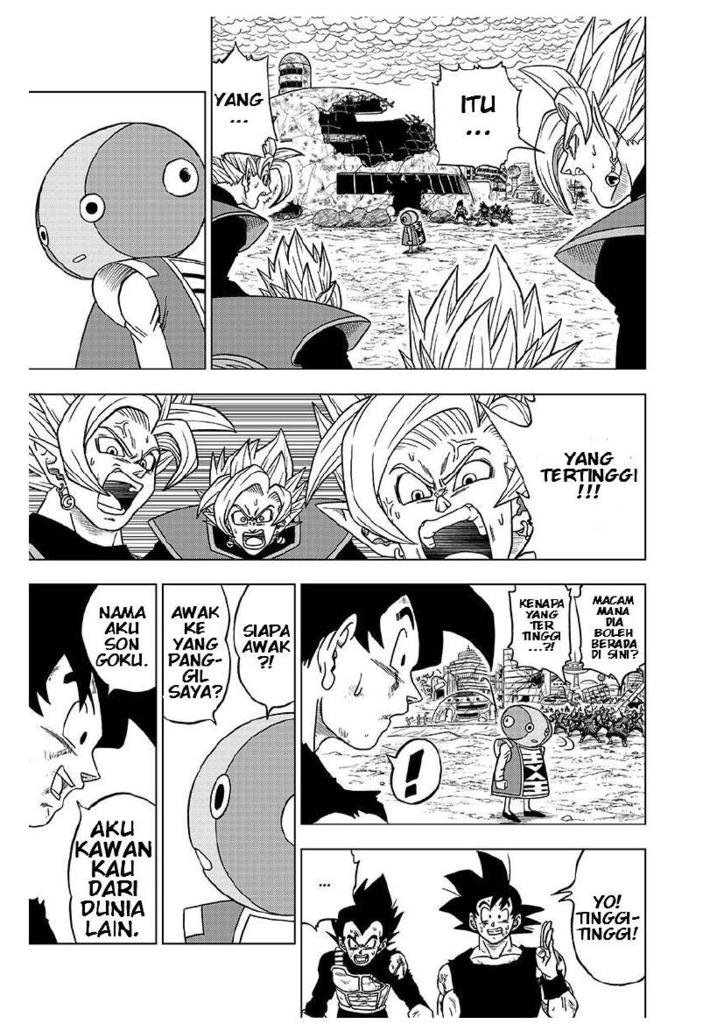 ITU
...
YANG
...
YANG
TERTINGGI
!!!
MACAM
MANA
DIA
BOLEH
BERADA
DI SINI?
KENAPA
YANG
TER
TINGGI
...?!
!
YO!
TINGGI-
TINGGI!
...
SIAPA
AWAK
?!
AWAK
KE
YANG
PANG-
GIL
SAYA?
NAMA
AKU
SON
GOKU.
AKU
KAWAN
KAU
DARI
DUNIA
LAIN.